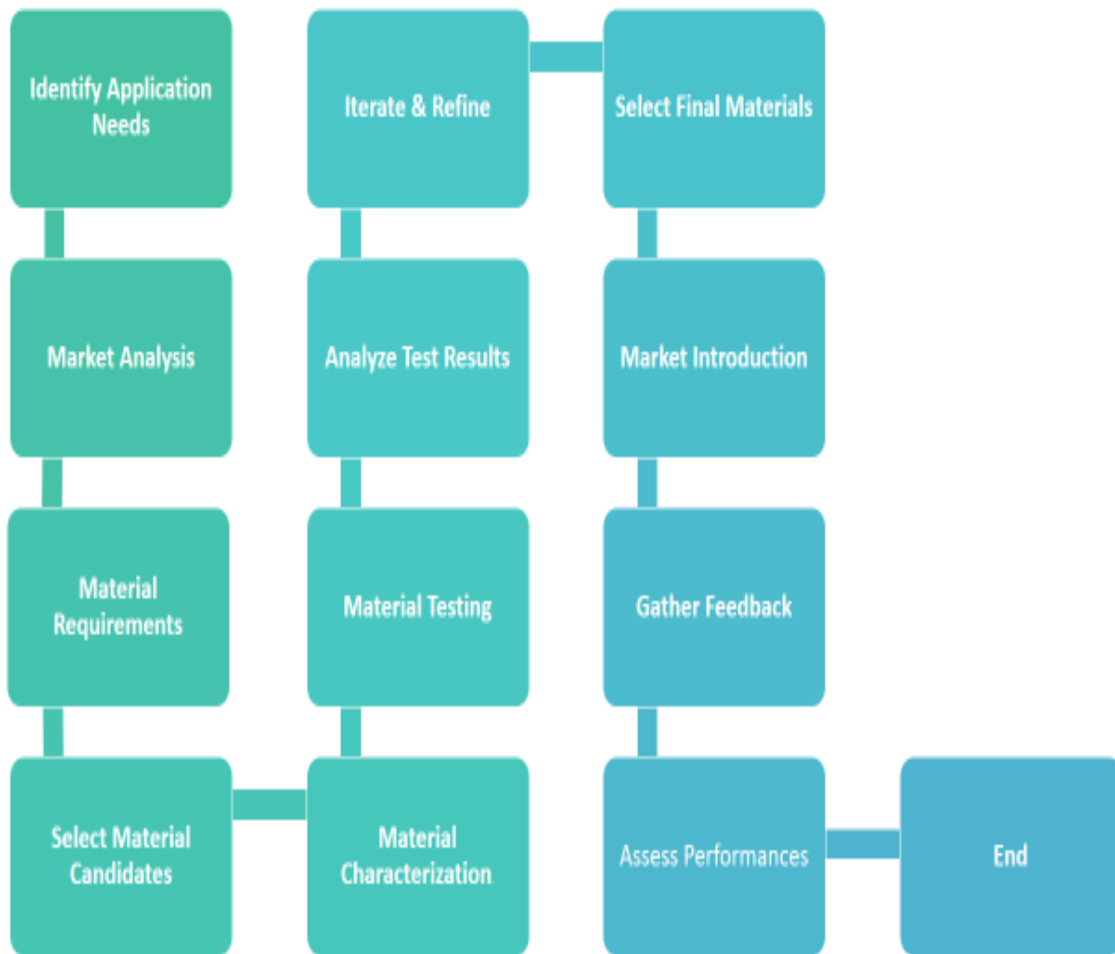 Identify Application
Needs
Market Analysis
Material
Requirements
Select Material
Candidates
Material
Characterization
Material Testing
Analyze Test Results
Iterate & Refine
Select Final Materials
Market Introduction
Gather Feedback
Assess Performances
End